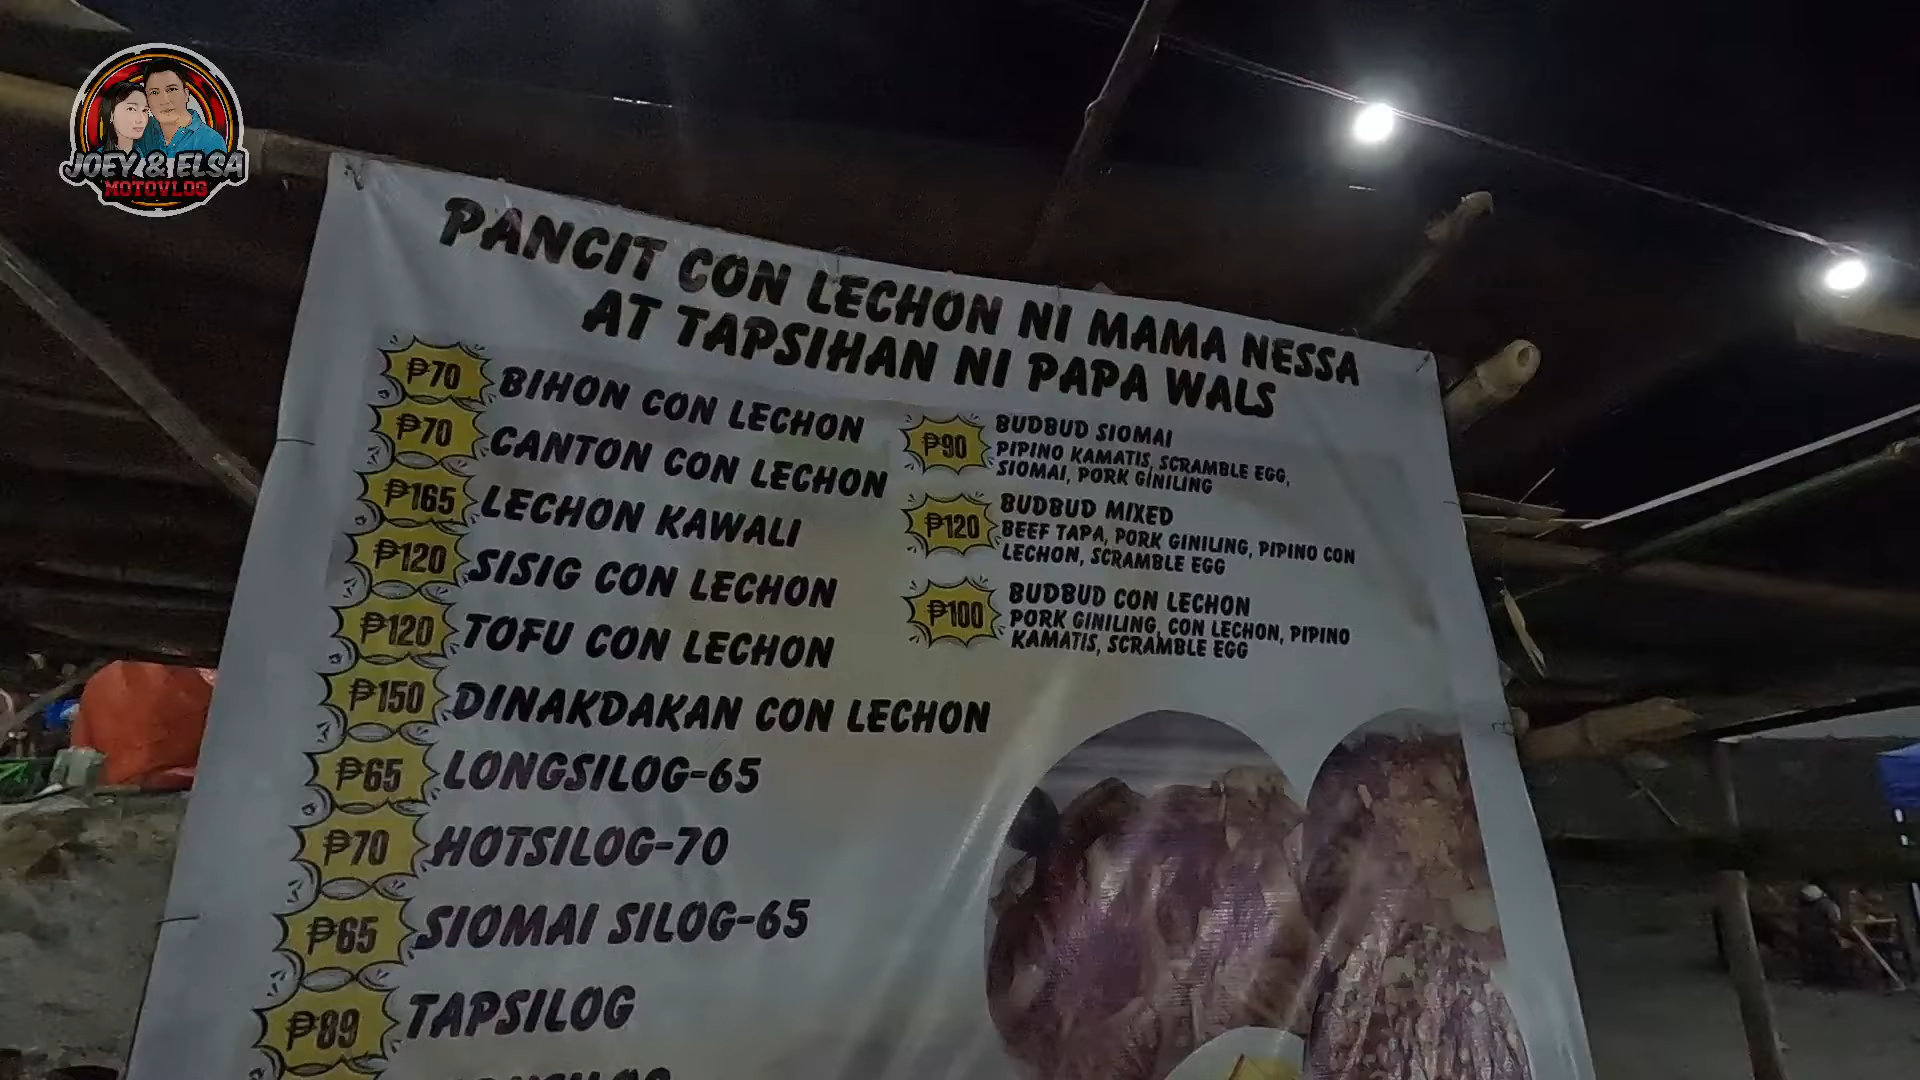 JOEY & ELSA
MOTOVLOG
PANCIT CON LECHON NI MAMA NESSA
AT TAPSIHAN NI PAPA WALS
₱70 BIHON CON LECHON
₱70 CANTON CON LECHON
₱165 LECHON KAWALI
₱120 SISIG CON LECHON
₱120 TOFU CON LECHON
₱150 DINAKDAKAN CON LECHON
₱65 LONGSILOG-65
₱70 HOTSILOG-70
₱65 SIOMAI SILOG-65
₱89 TAPSILOG
₱90 BUDBUD SIOMAI
PIPINO KAMATIS, SCRAMBLE EGG,
SIOMAI, PORK GINILING
₱120 BUDBUD MIXED
BEEF TAPA, PORK GINILING, PIPINO CON
LECHON, SCRAMBLE EGG
₱100 BUDBUD CON LECHON
PORK GINILING, CON LECHON, PIPINO
KAMATIS, SCRAMBLE EGG